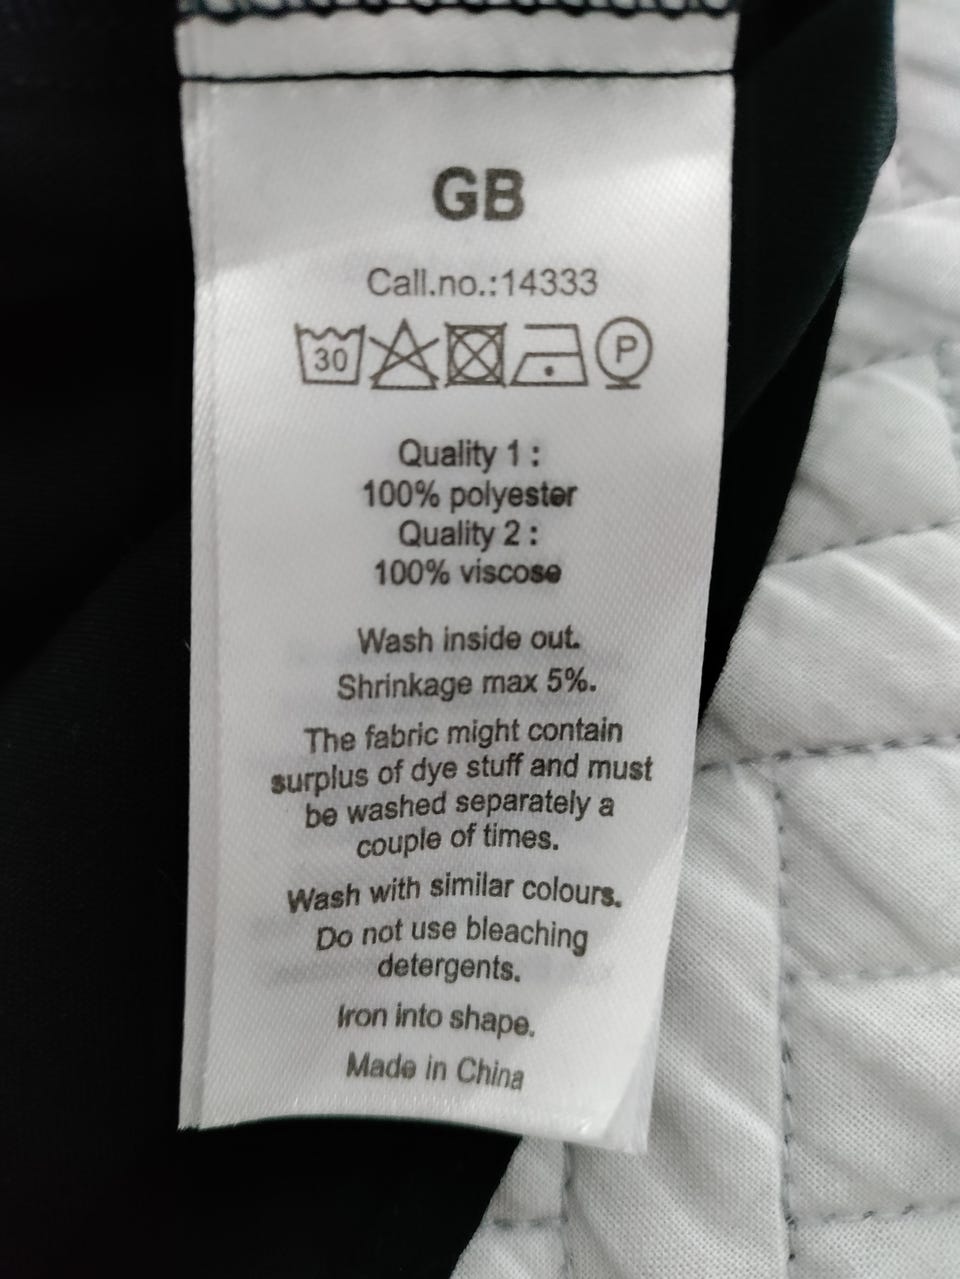 GB
Call.no.:14333
30 P
Quality 1 :
100% polyester
Quality 2 :
100% viscose
Wash inside out.
Shrinkage max 5%.
The fabric might contain
surplus of dye stuff and must
be washed separately a
couple of times.
Wash with similar colours.
Do not use bleaching
detergents.
Iron into shape.
Made in China